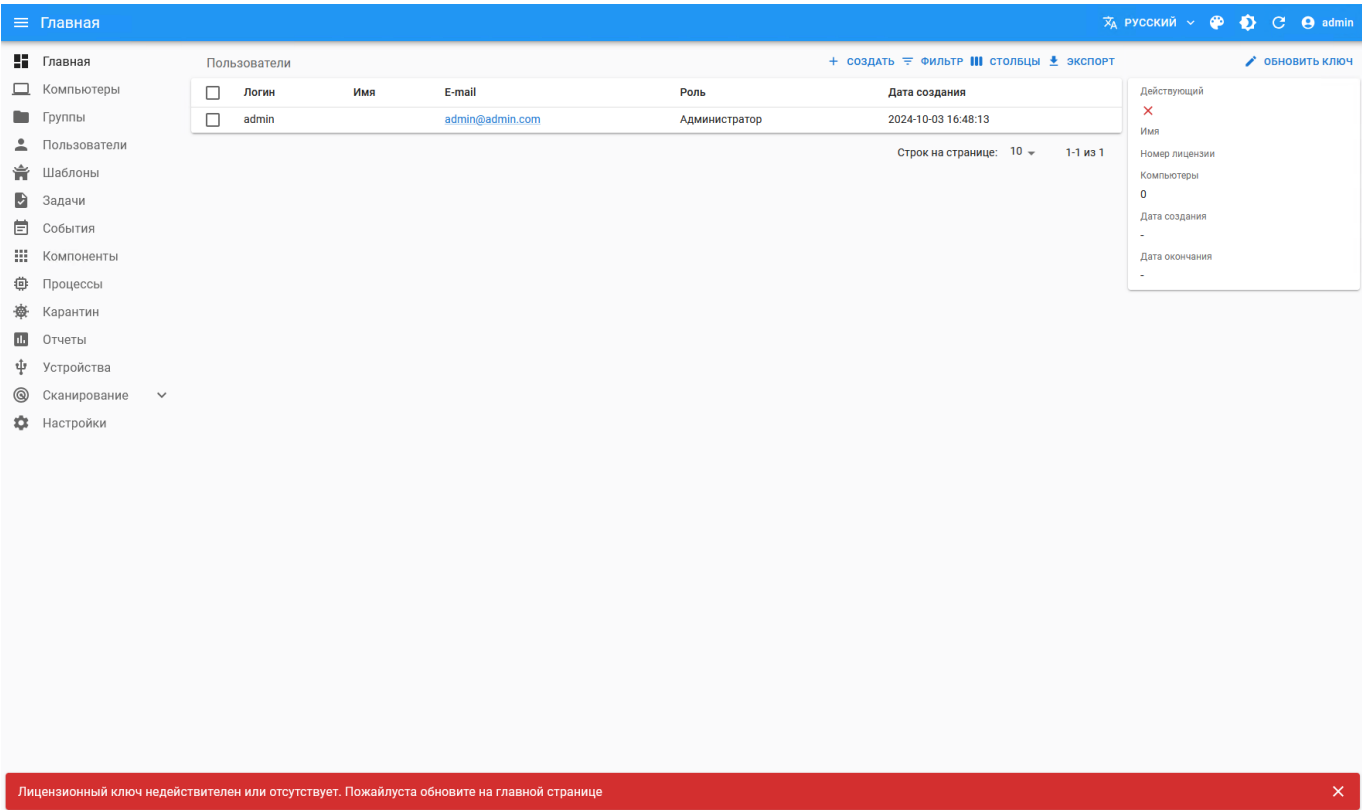 Главная
РУССКИЙ
admin
Главная
Компьютеры
Группы
Пользователи
Шаблоны
Задачи
События
Компоненты
Процессы
Карантин
Отчеты
Устройства
Сканирование
Настройки
Пользователи
СОЗДАТЬ ФИЛЬТР СТОЛБЦЫ ЭКСПОРТ
Логин Имя E-mail Роль Дата создания
admin admin@admin.com Администратор 2024-10-03 16:48:13
Строк на странице: 10 1-1 из 1
ОБНОВИТЬ КЛЮЧ
Действующий
Имя
Номер лицензии
Компьютеры
0
Дата создания
-
Дата окончания
-
Лицензионный ключ недействителен или отсутствует. Пожайлуста обновите на главной странице